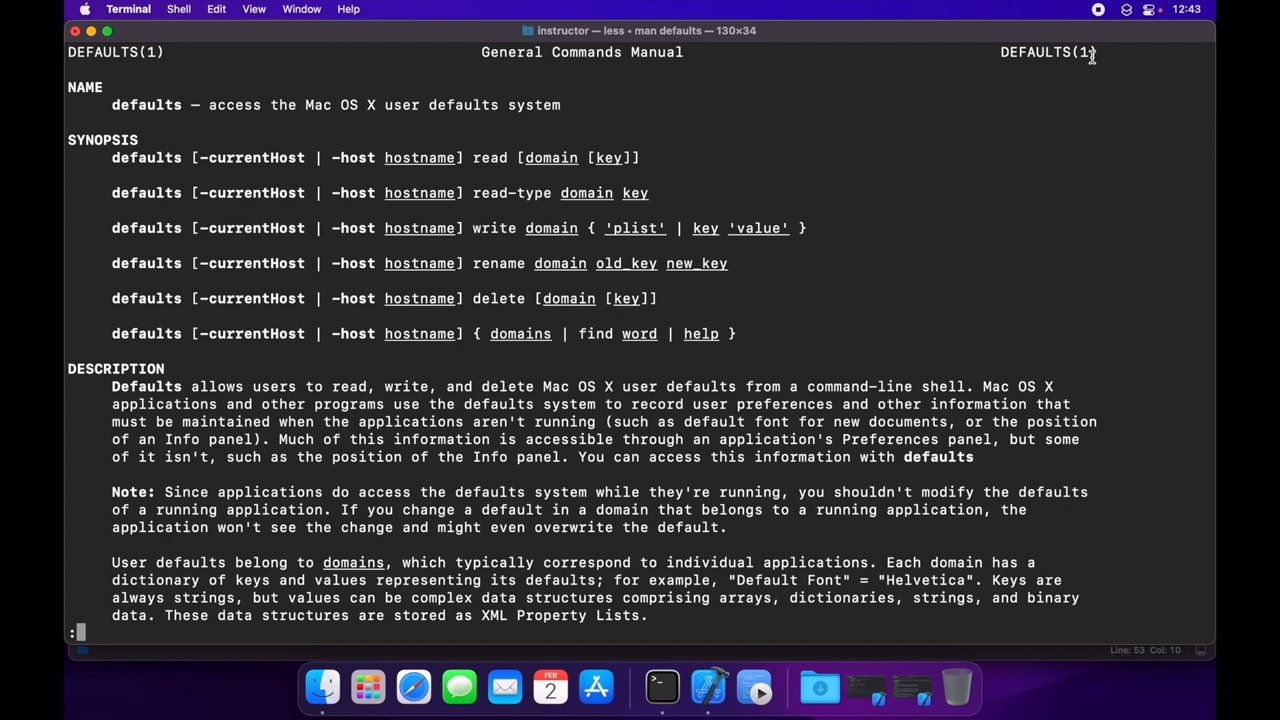 Terminal Shell Edit View Window Help 12:43
instructor — less ◂ man defaults — 130×34
DEFAULTS(1) General Commands Manual DEFAULTS(1)
NAME
defaults – access the Mac OS X user defaults system
SYNOPSIS
defaults [-currentHost | -host hostname] read [domain [key]]
defaults [-currentHost | -host hostname] read-type domain key
defaults [-currentHost | -host hostname] write domain { 'plist' | key 'value' }
defaults [-currentHost | -host hostname] rename domain old_key new_key
defaults [-currentHost | -host hostname] delete [domain [key]]
defaults [-currentHost | -host hostname] { domains | find word | help }
DESCRIPTION
Defaults allows users to read, write, and delete Mac OS X user defaults from a command-line shell. Mac OS X
applications and other programs use the defaults system to record user preferences and other information that
must be maintained when the applications aren't running (such as default font for new documents, or the position
of an Info panel). Much of this information is accessible through an application's Preferences panel, but some
of it isn't, such as the position of the Info panel. You can access this information with defaults
Note: Since applications do access the defaults system while they're running, you shouldn't modify the defaults
of a running application. If you change a default in a domain that belongs to a running application, the
application won't see the change and might even overwrite the default.
User defaults belong to domains, which typically correspond to individual applications. Each domain has a
dictionary of keys and values representing its defaults; for example, "Default Font" = "Helvetica". Keys are
always strings, but values can be complex data structures comprising arrays, dictionaries, strings, and binary
data. These data structures are stored as XML Property Lists.
:
Line: 53 Col: 10
FEB
2